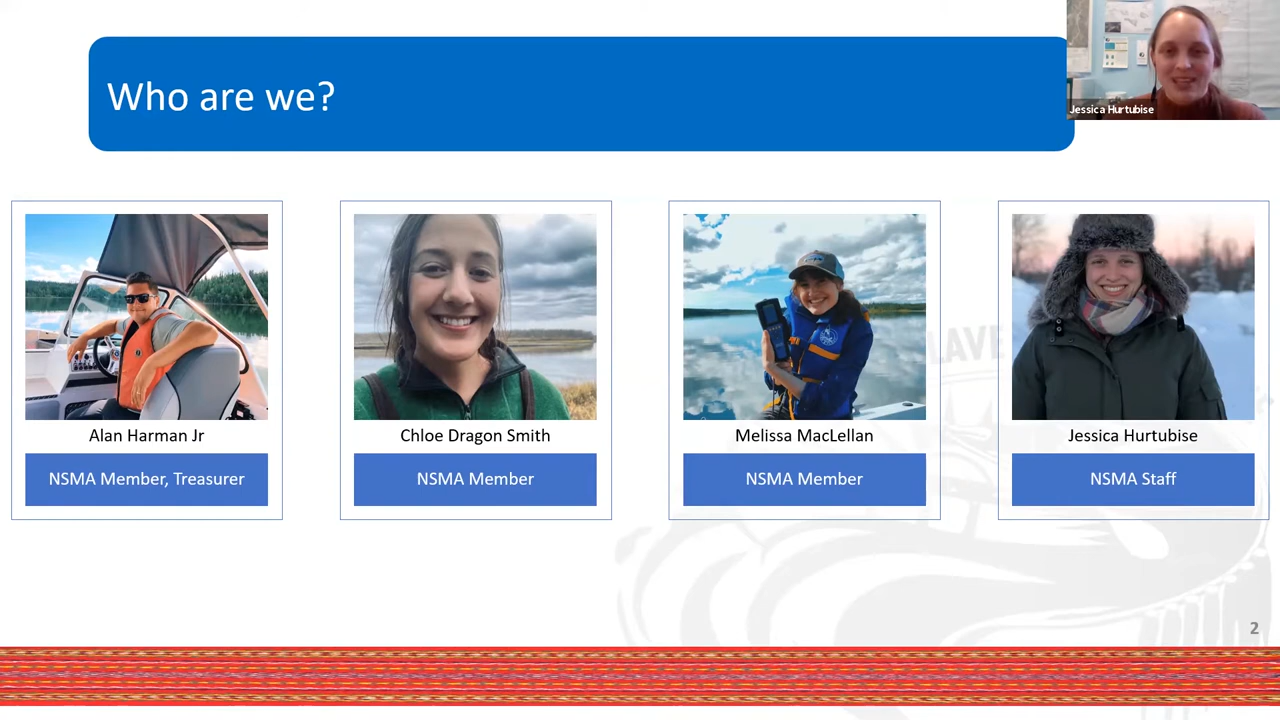 Who are we?
Jessica Hurtubise
LAVE
Alan Harman Jr
Chloe Dragon Smith
Melissa MacLellan
Jessica Hurtubise
NSMA Member, Treasurer
NSMA Member
NSMA Member
NSMA Staff
2